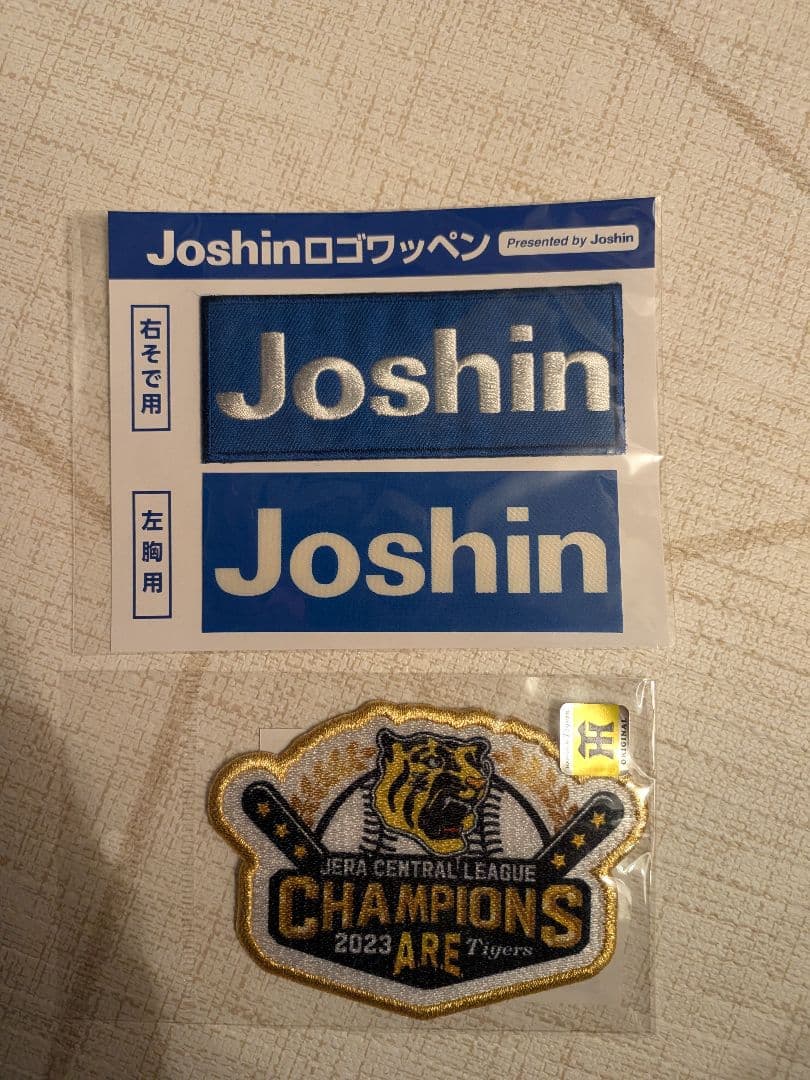 Joshinロゴワッペン Presented by Joshin
右そで用
Joshin
左胸用
Joshin
ORIGINAL
JERA CENTRAL LEAGUE
CHAMPIONS
2023 A.R.E Tigers